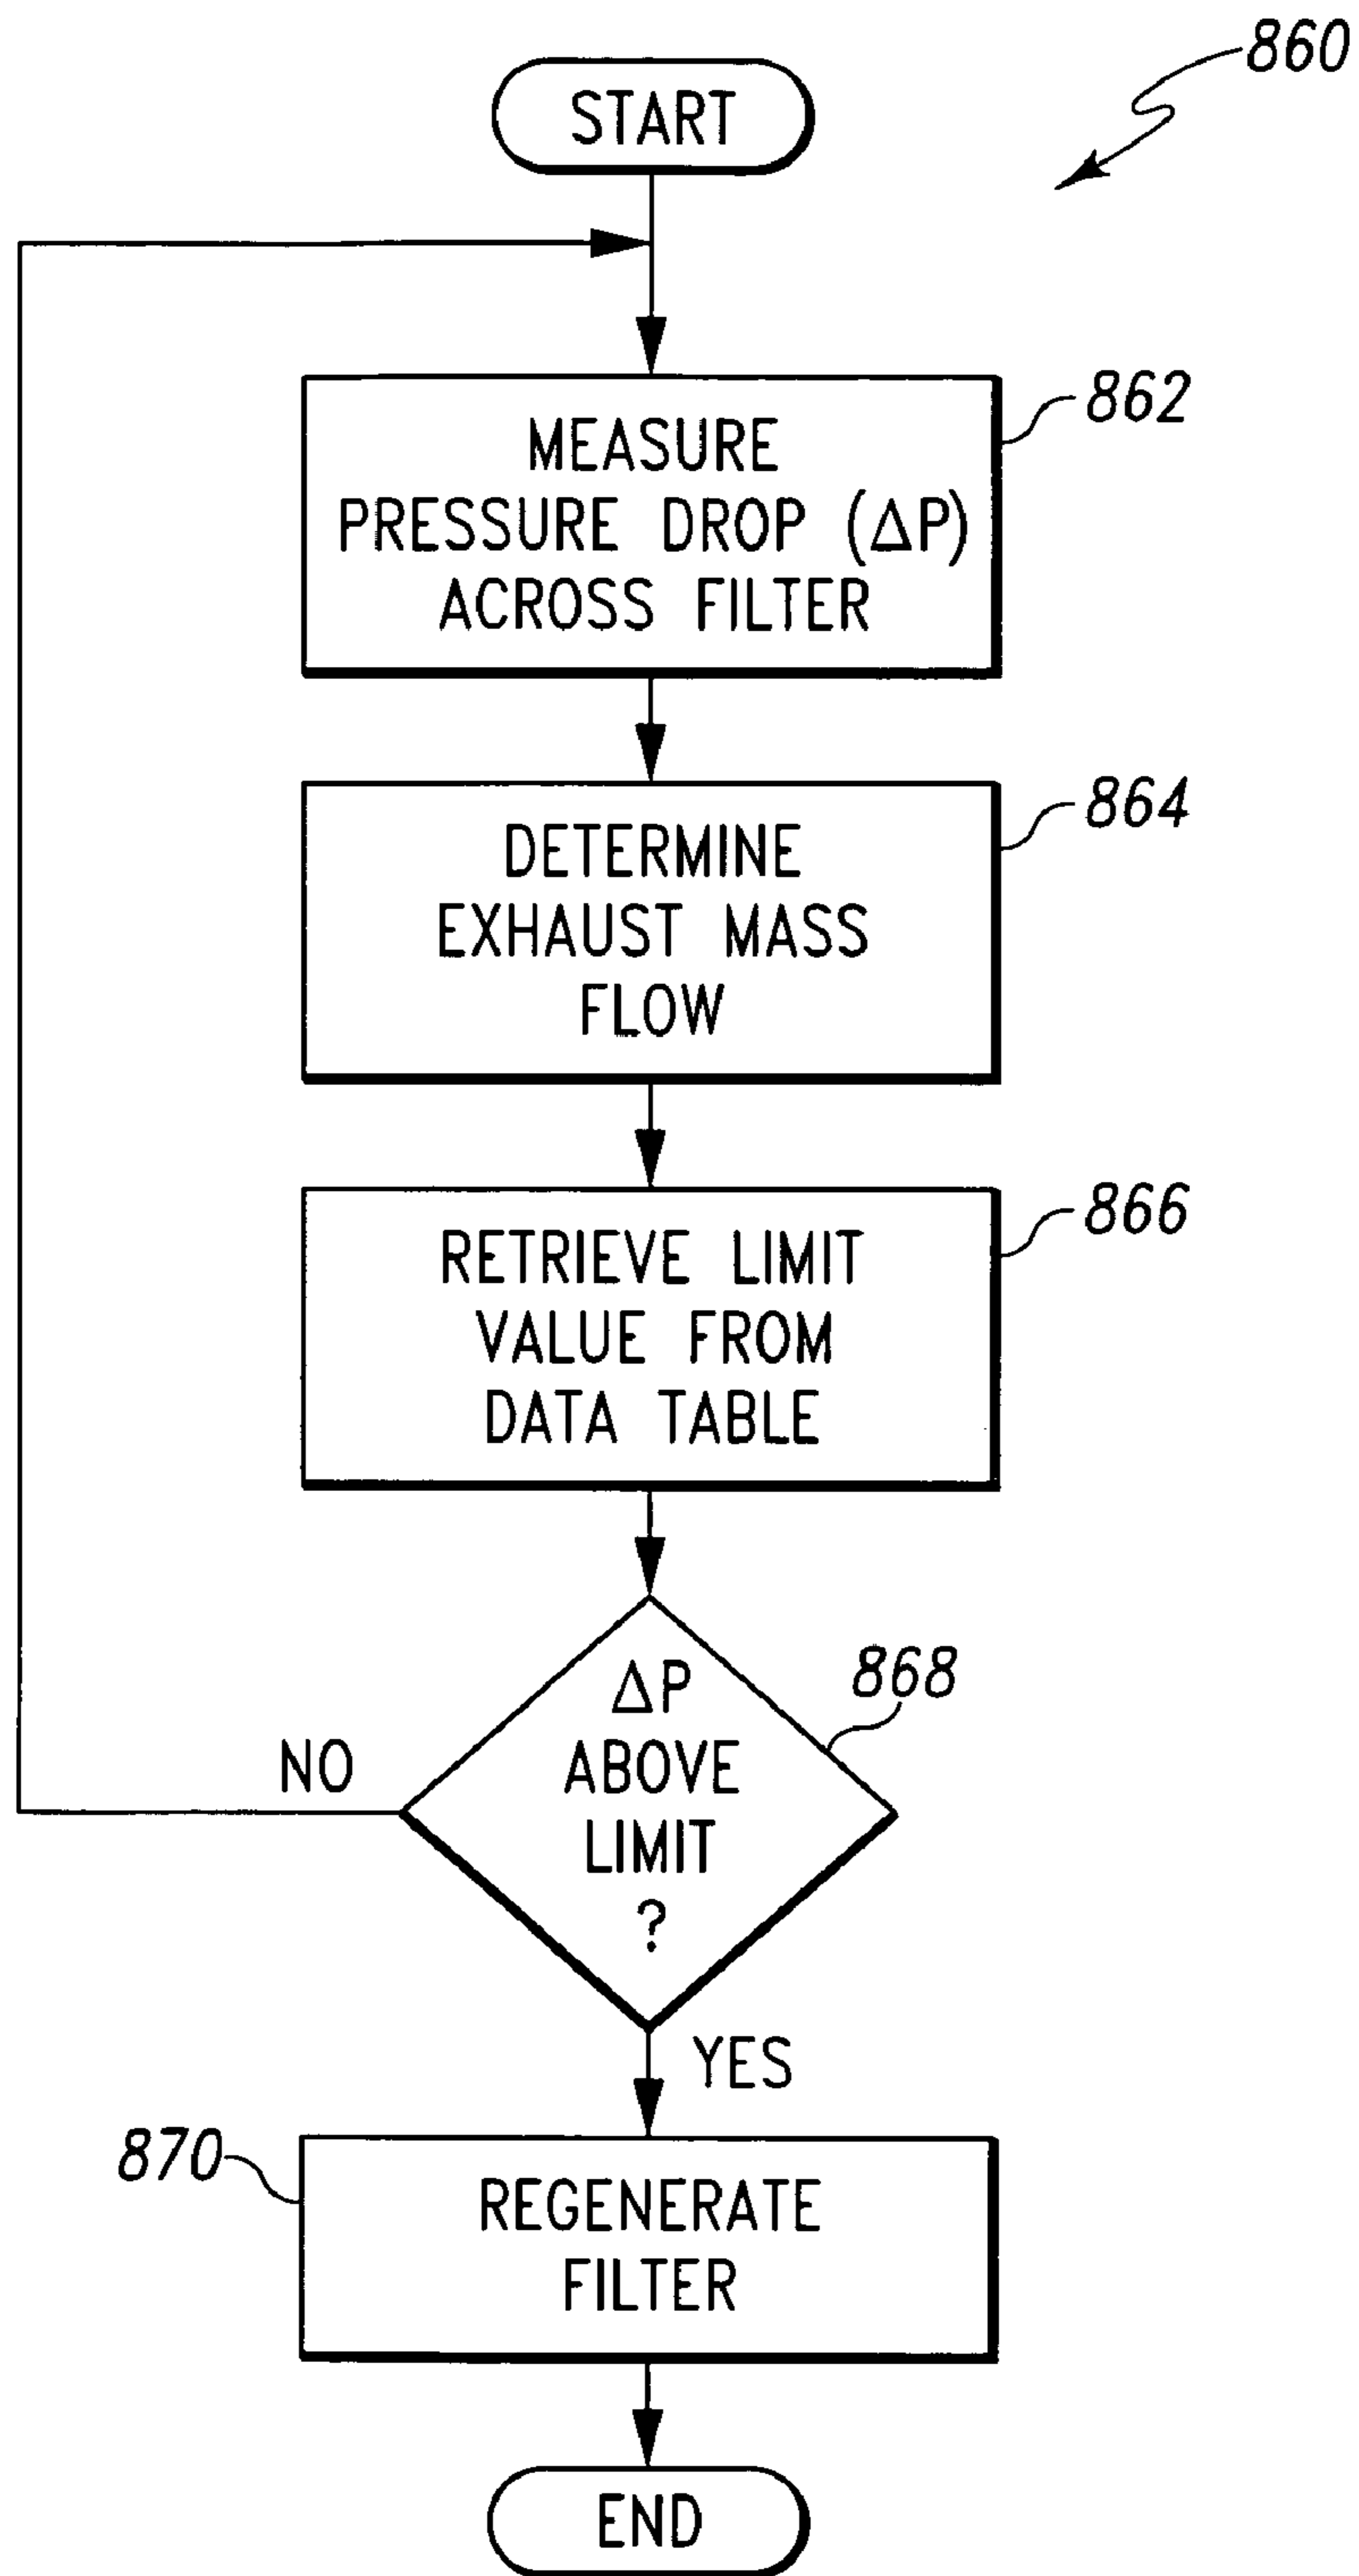 860
START
862
MEASURE
PRESSURE DROP (ΔP)
ACROSS FILTER
864
DETERMINE
EXHAUST MASS
FLOW
866
RETRIEVE LIMIT
VALUE FROM
DATA TABLE
868
ΔP
ABOVE
LIMIT
?
NO
YES
870
REGENERATE
FILTER
END